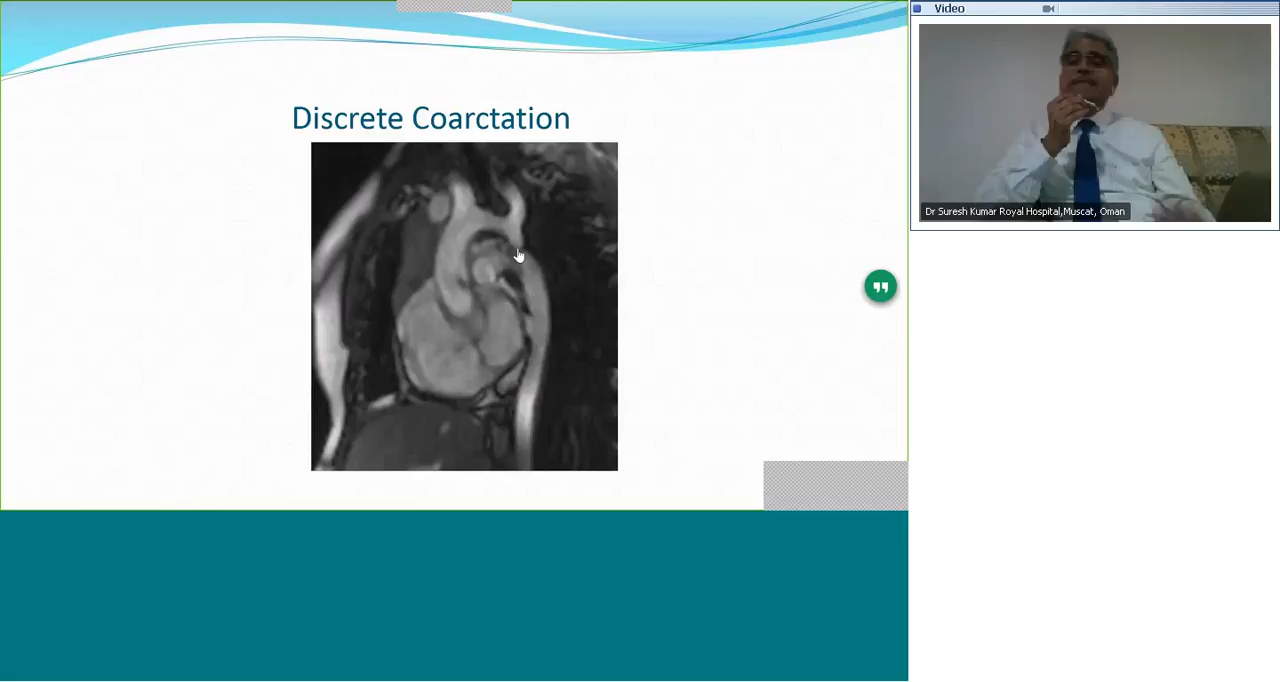 Discrete Coarctation
Video
Dr Suresh Kumar Royal Hospital,Muscat, Oman